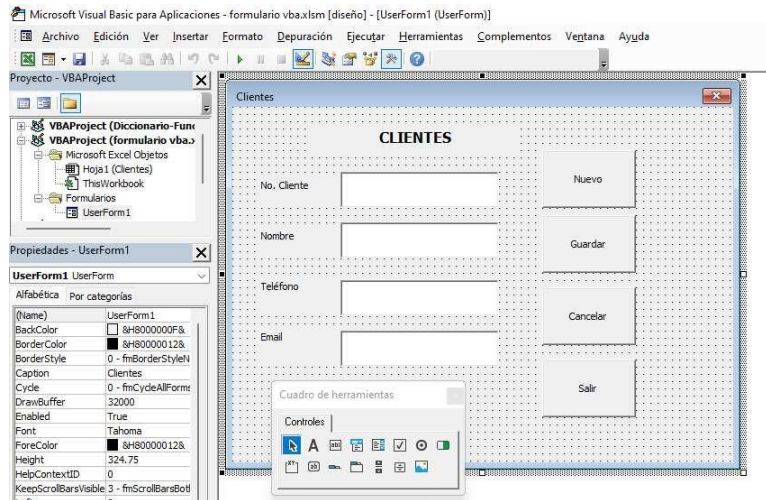 Microsoft Visual Basic para Aplicaciones - formulario vba.xlsm [diseño] - [UserForm1 (UserForm)]
Archivo Edición Ver Insertar Formato Depuración Ejecutar Herramientas Complementos Ventana Ayuda
Proyecto - VBAProject
VBAProject (Diccionario-Func
VBAProject (formulario vba.x
Microsoft Excel Objetos
Hoja1 (Clientes)
ThisWorkbook
Formularios
UserForm1
Propiedades - UserForm1
UserForm1 UserForm
Alfabética Por categorías
(Name) UserForm1
BackColor &H8000000F&
BorderColor &H80000012&
BorderStyle 0 - fmBorderStyleN
Caption Clientes
Cycle 0 - fmCycleAllForms
DrawBuffer 32000
Enabled True
Font Tahoma
ForeColor &H80000012&
Height 324.75
HelpContextID 0
KeepScrollBarsVisible 3 - fmScrollBarsBoth
Clientes
CLIENTES
No. Cliente
Nombre
Teléfono
Email
Nuevo
Guardar
Cancelar
Salir
Cuadro de herramientas
Controles